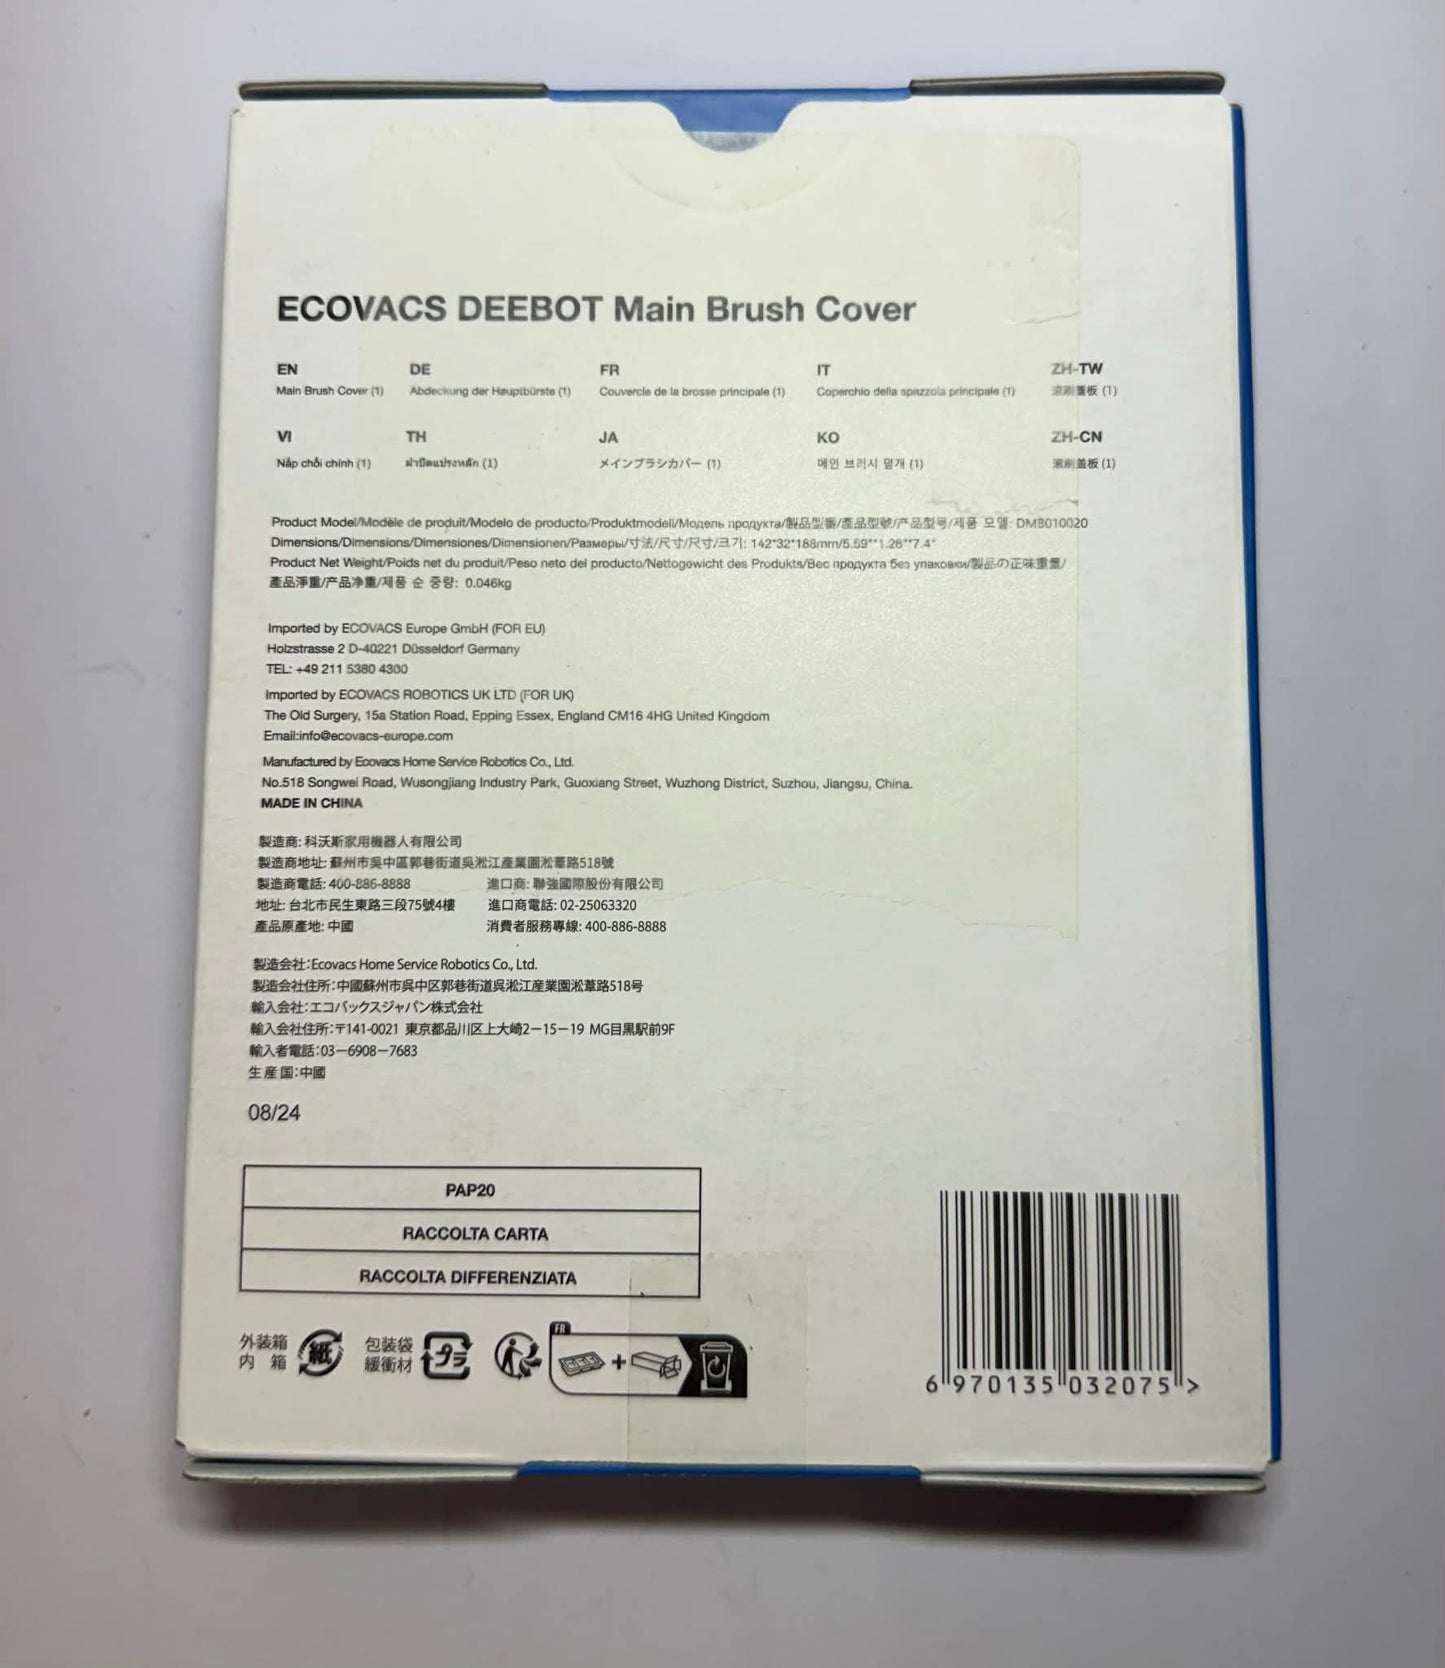 ECOVACS DEEBOT Main Brush Cover
EN DE FR IT ZH-TW
Main Brush Cover (1) Abdeckung der Hauptbürste (1) Couvercle de la brosse principale (1) Coperchio della spazzola principale (1) 滾刷蓋板 (1)
VI TH JA KO ZH-CN
Nắp chổi chính (1) ฝาปิดแปรงหลัก (1) メインブラシカバー (1) 메인 브러시 덮개 (1) 滚刷盖板 (1)
Product Model/Modèle de produit/Modelo de producto/Produktmodell/Модель продукта/製品型番/產品型號/产品型号/제품 모델: DMB010020
Dimensions/Dimensions/Dimensiones/Dimensionen/Размеры/寸法/尺寸/尺寸/크기: 142*32*188mm/5.59"*1.26"*7.4"
Product Net Weight/Poids net du produit/Peso neto del producto/Nettogewicht des Produkts/Вес продукта без упаковки/製品の正味重量/
產品淨重/产品净重/제품 순 중량: 0.046kg
Imported by ECOVACS Europe GmbH (FOR EU)
Holzstrasse 2 D-40221 Düsseldorf Germany
TEL: +49 211 5380 4300
Imported by ECOVACS ROBOTICS UK LTD (FOR UK)
The Old Surgery, 15a Station Road, Epping Essex, England CM16 4HG United Kingdom
Email:info@ecovacs-europe.com
Manufactured by Ecovacs Home Service Robotics Co., Ltd.
No.518 Songwei Road, Wusongjiang Industry Park, Guoxiang Street, Wuzhong District, Suzhou, Jiangsu, China.
MADE IN CHINA
製造商: 科沃斯家用機器人有限公司
製造商地址: 蘇州市吳中區郭巷街道吳淞江產業園淞葦路518號
製造商電話: 400-886-8888 進口商: 聯強國際股份有限公司
地址: 台北市民生東路三段75號4樓 進口商電話: 02-25063320
產品原產地: 中國 消費者服務專線: 400-886-8888
製造会社:Ecovacs Home Service Robotics Co., Ltd.
製造会社住所:中國蘇州市呉中区郭巷街道呉淞江産業園淞葦路518号
輸入会社:エコバックスジャパン株式会社
輸入会社住所:〒141-0021 東京都品川区上大崎2－15－19 MG目黒駅前9F
輸入者電話:03－6908－7683
生産国:中國
08/24
PAP20
RACCOLTA CARTA
RACCOLTA DIFFERENZIATA
FR
外装箱 紙 包装袋 プラ
内 箱 緩衝材
6 970135 032075 >